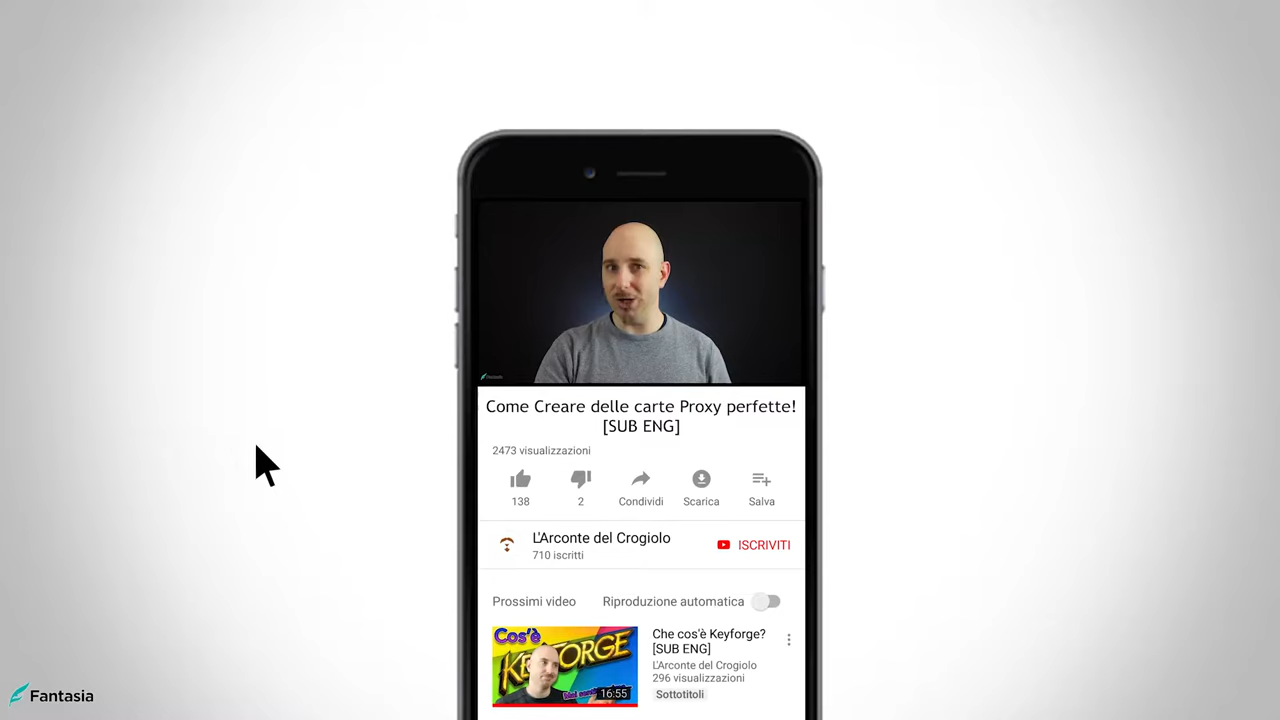 Come Creare delle carte Proxy perfette!
[SUB ENG]
2473 visualizzazioni
138
2
Condividi
Scarica
Salva
L'Arconte del Crogiolo
710 iscritti
ISCRIVITI
Prossimi video
Riproduzione automatica
Cos'è
KEYFORGE
16:55
Che cos'è Keyforge?
[SUB ENG]
L'Arconte del Crogiolo
296 visualizzazioni
Sottotitoli
Fantasia